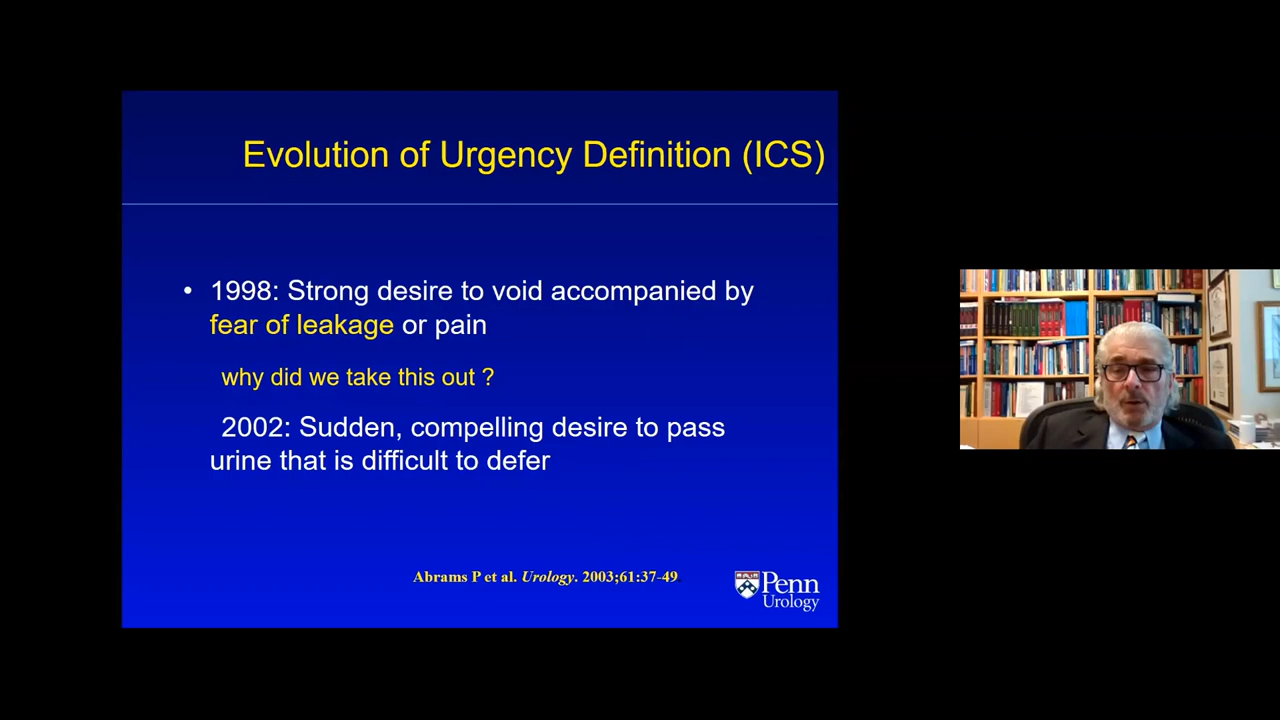 Evolution of Urgency Definition (ICS)
• 1998: Strong desire to void accompanied by
fear of leakage or pain
why did we take this out ?
2002: Sudden, compelling desire to pass
urine that is difficult to defer
Abrams P et al. Urology. 2003;61:37-49
Penn
Urology